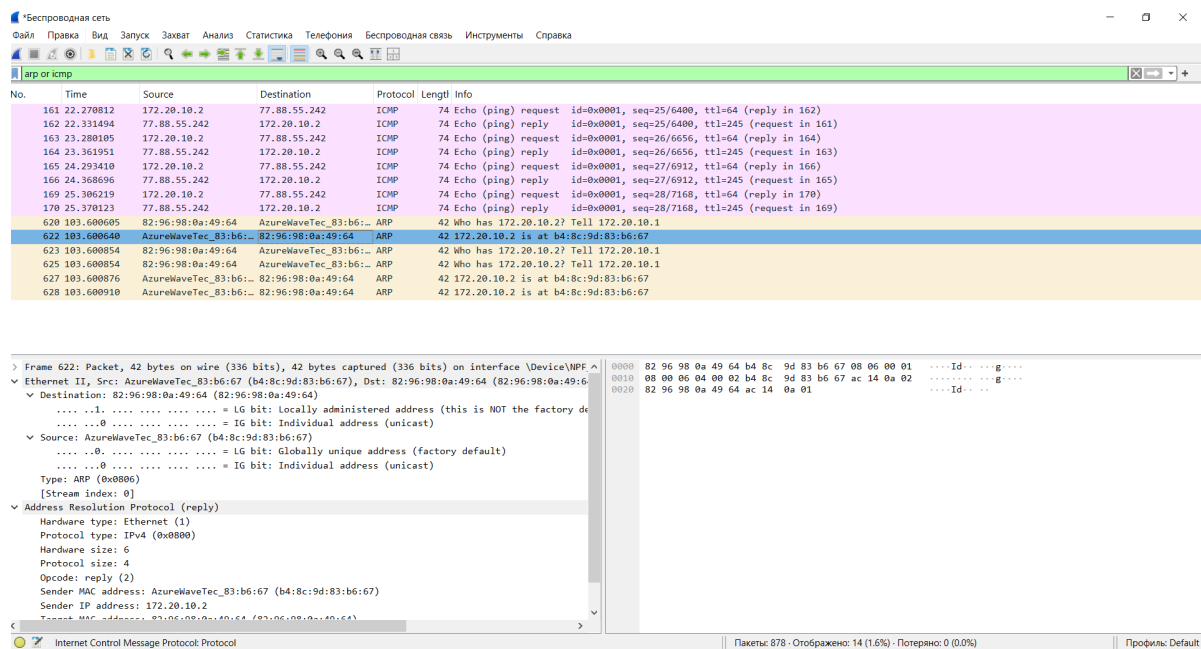 *Беспроводная сеть
Файл Правка Вид Запуск Захват Анализ Статистика Телефония Беспроводная связь Инструменты Справка
arp or icmp
No. Time Source Destination Protocol Lengtl Info
161 22.270812 172.20.10.2 77.88.55.242 ICMP 74 Echo (ping) request id=0x0001, seq=25/6400, ttl=64 (reply in 162)
162 22.331494 77.88.55.242 172.20.10.2 ICMP 74 Echo (ping) reply id=0x0001, seq=25/6400, ttl=245 (request in 161)
163 23.280105 172.20.10.2 77.88.55.242 ICMP 74 Echo (ping) request id=0x0001, seq=26/6656, ttl=64 (reply in 164)
164 23.361951 77.88.55.242 172.20.10.2 ICMP 74 Echo (ping) reply id=0x0001, seq=26/6656, ttl=245 (request in 163)
165 24.293410 172.20.10.2 77.88.55.242 ICMP 74 Echo (ping) request id=0x0001, seq=27/6912, ttl=64 (reply in 166)
166 24.368696 77.88.55.242 172.20.10.2 ICMP 74 Echo (ping) reply id=0x0001, seq=27/6912, ttl=245 (request in 165)
169 25.306219 172.20.10.2 77.88.55.242 ICMP 74 Echo (ping) request id=0x0001, seq=28/7168, ttl=64 (reply in 170)
170 25.370123 77.88.55.242 172.20.10.2 ICMP 74 Echo (ping) reply id=0x0001, seq=28/7168, ttl=245 (request in 169)
620 103.600605 82:96:98:0a:49:64 AzureWaveTec_83:b6:… ARP 42 Who has 172.20.10.2? Tell 172.20.10.1
622 103.600640 AzureWaveTec_83:b6:… 82:96:98:0a:49:64 ARP 42 172.20.10.2 is at b4:8c:9d:83:b6:67
623 103.600854 82:96:98:0a:49:64 AzureWaveTec_83:b6:… ARP 42 Who has 172.20.10.2? Tell 172.20.10.1
625 103.600854 82:96:98:0a:49:64 AzureWaveTec_83:b6:… ARP 42 Who has 172.20.10.2? Tell 172.20.10.1
627 103.600876 AzureWaveTec_83:b6:… 82:96:98:0a:49:64 ARP 42 172.20.10.2 is at b4:8c:9d:83:b6:67
628 103.600910 AzureWaveTec_83:b6:… 82:96:98:0a:49:64 ARP 42 172.20.10.2 is at b4:8c:9d:83:b6:67
Frame 622: Packet, 42 bytes on wire (336 bits), 42 bytes captured (336 bits) on interface \Device\NPF_
Ethernet II, Src: AzureWaveTec_83:b6:67 (b4:8c:9d:83:b6:67), Dst: 82:96:98:0a:49:64 (82:96:98:0a:49:6
Destination: 82:96:98:0a:49:64 (82:96:98:0a:49:64)
.... ..1. .... .... .... .... = LG bit: Locally administered address (this is NOT the factory de
.... ...0 .... .... .... .... = IG bit: Individual address (unicast)
Source: AzureWaveTec_83:b6:67 (b4:8c:9d:83:b6:67)
.... ..0. .... .... .... .... = LG bit: Globally unique address (factory default)
.... ...0 .... .... .... .... = IG bit: Individual address (unicast)
Type: ARP (0x0806)
[Stream index: 0]
Address Resolution Protocol (reply)
Hardware type: Ethernet (1)
Protocol type: IPv4 (0x0800)
Hardware size: 6
Protocol size: 4
Opcode: reply (2)
Sender MAC address: AzureWaveTec_83:b6:67 (b4:8c:9d:83:b6:67)
Sender IP address: 172.20.10.2
Target MAC address: 82:96:98:0a:49:64 (82:96:98:0a:49:64)
0000 82 96 98 0a 49 64 b4 8c 9d 83 b6 67 08 06 00 01 ····Id·· ···g····
0010 08 00 06 04 00 02 b4 8c 9d 83 b6 67 ac 14 0a 02 ········ ···g····
0020 82 96 98 0a 49 64 ac 14 0a 01 ····Id·· ··
Internet Control Message Protocol: Protocol
Пакеты: 878 · Отображено: 14 (1.6%) · Потеряно: 0 (0.0%)
Профиль: Default